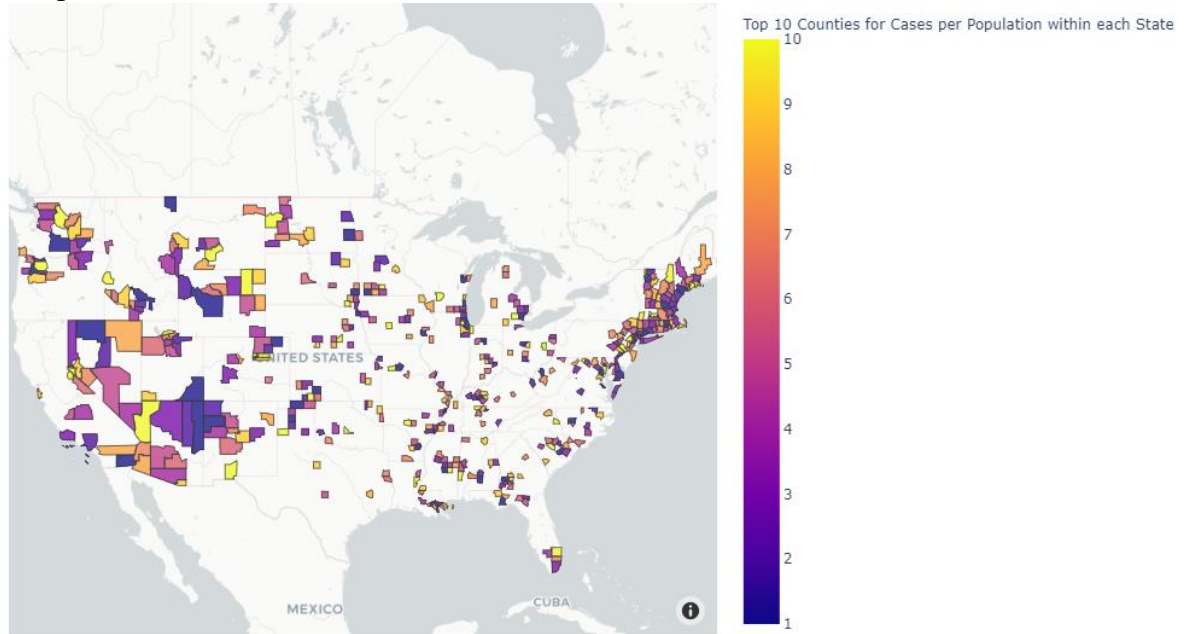 Top 10 Counties for Cases per Population within each State
10
9
8
7
6
5
4
3
2
1
UNITED STATES
MEXICO
CUBA
i